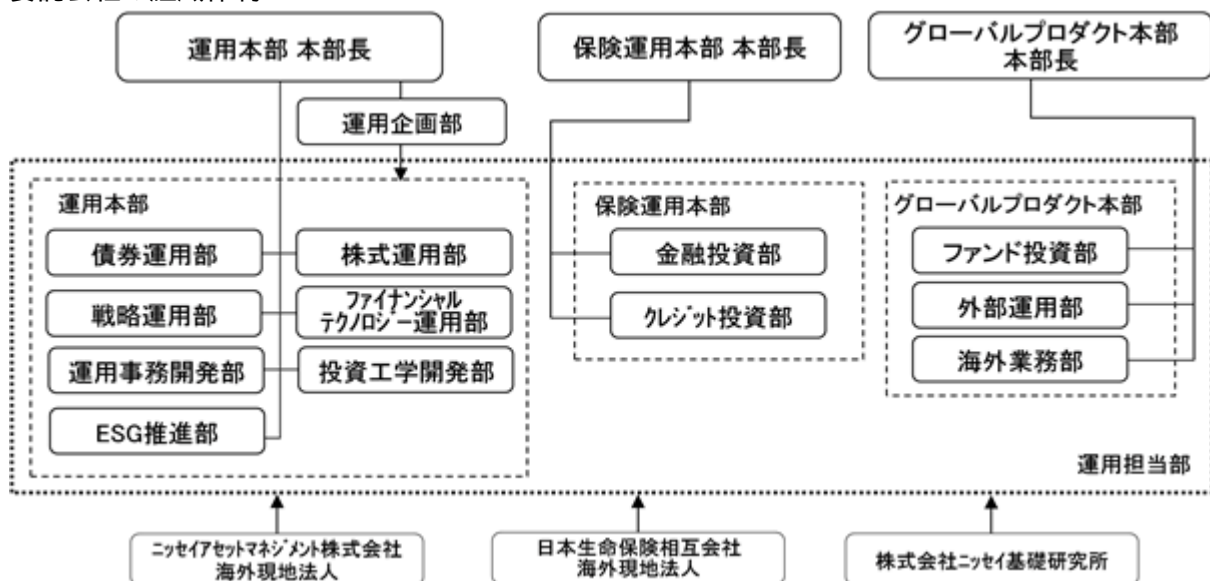 運用本部 本部長
保険運用本部 本部長
グローバルプロダクト本部
本部長
運用企画部
運用本部
債券運用部
株式運用部
戦略運用部
ファイナンシャル
テクノロジー運用部
運用事務開発部
投資工学開発部
ESG推進部
保険運用本部
金融投資部
クレジット投資部
グローバルプロダクト本部
ファンド投資部
外部運用部
海外業務部
運用担当部
ニッセイアセットマネジメント株式会社
海外現地法人
日本生命保険相互会社
海外現地法人
株式会社ニッセイ基礎研究所